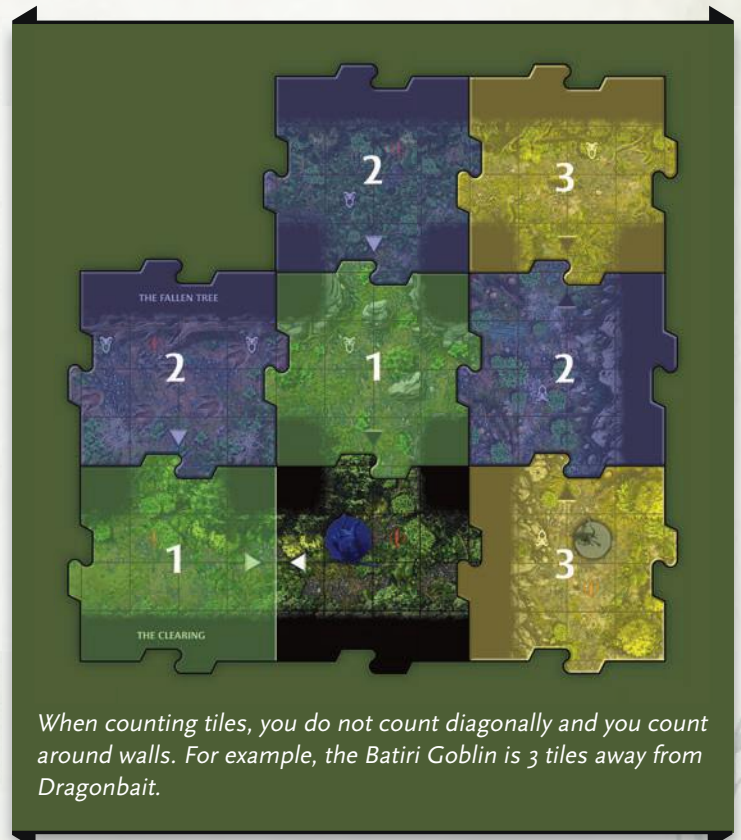 2
3
THE FALLEN TREE
2
1
2
1
3
THE CLEARING
When counting tiles, you do not count diagonally and you count
around walls. For example, the Batiri Goblin is 3 tiles away from
Dragonbait.